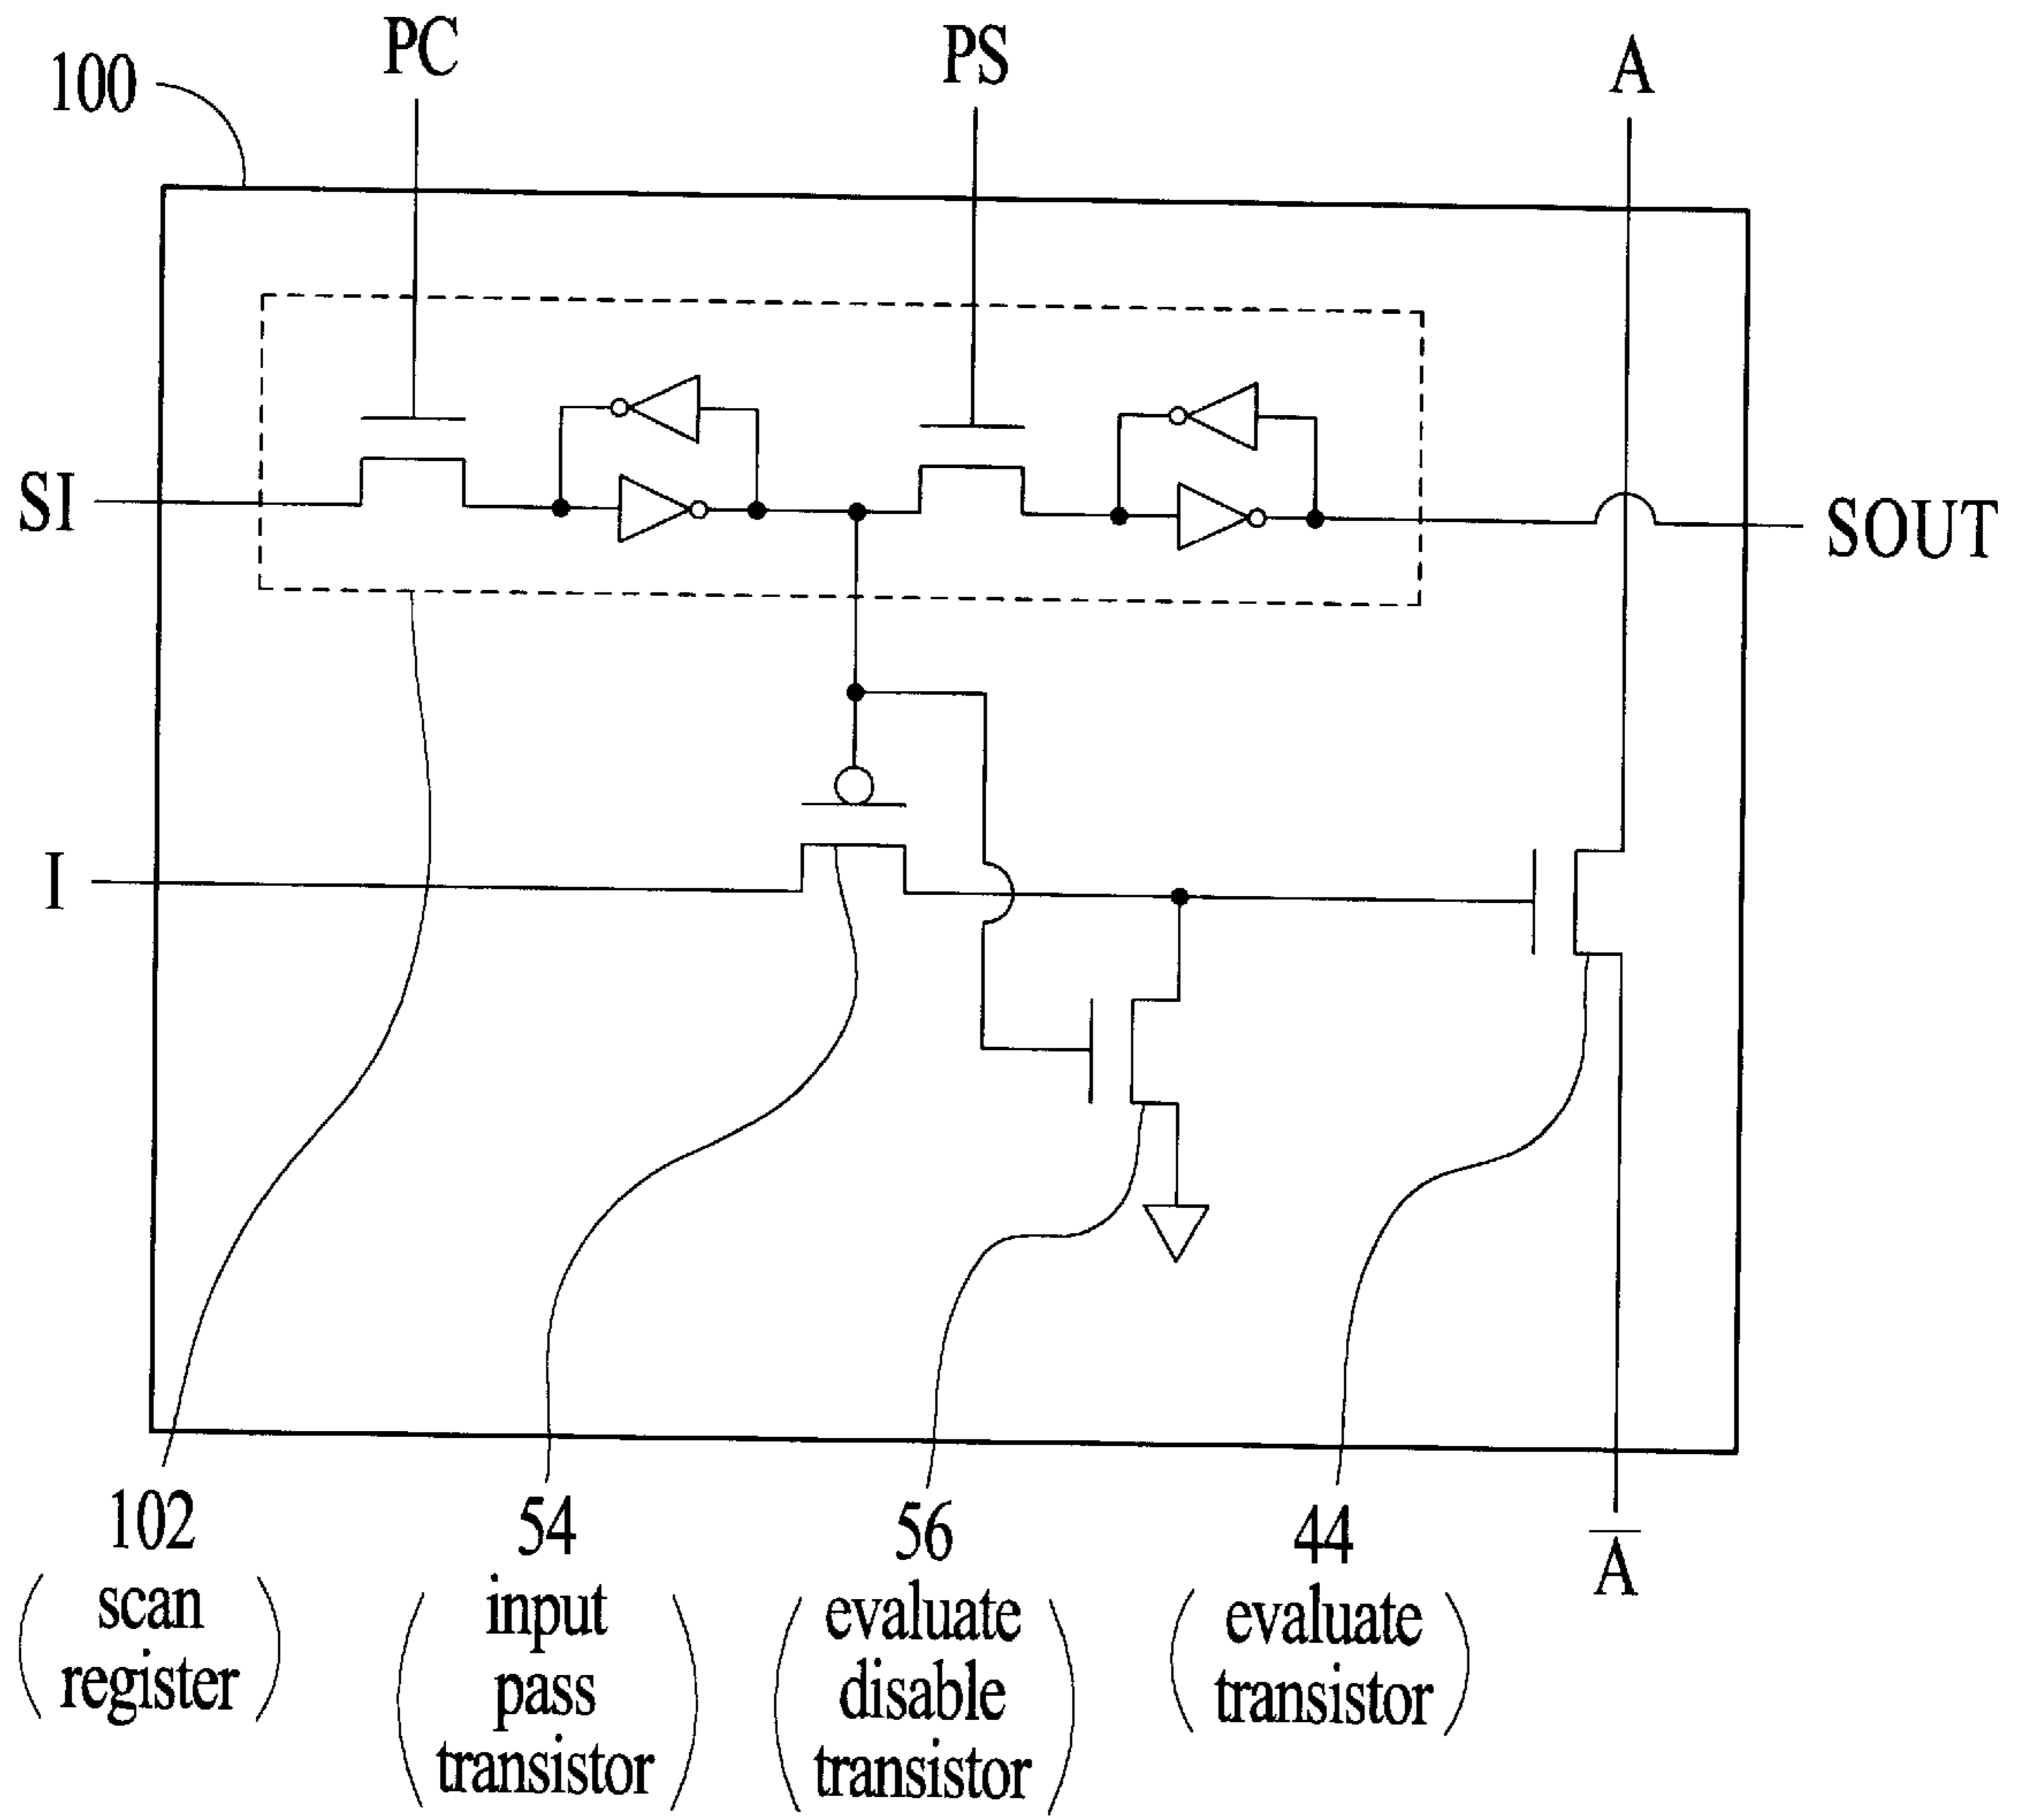 100
PC
PS
A
SI
SOUT
I
102
(scan
register)
54
(input
pass
transistor)
56
(evaluate
disable
transistor)
44
(evaluate
transistor)
A̅